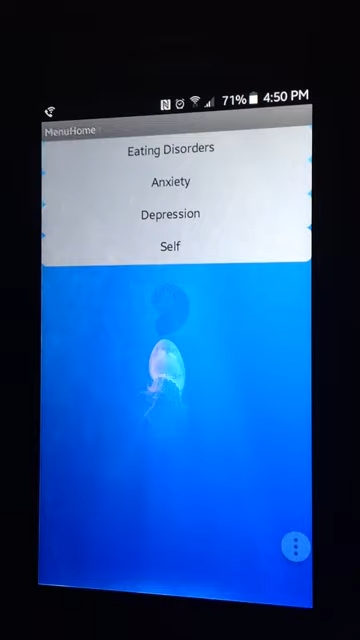 71% 4:50 PM
MenuHome
Eating Disorders
Anxiety
Depression
Self